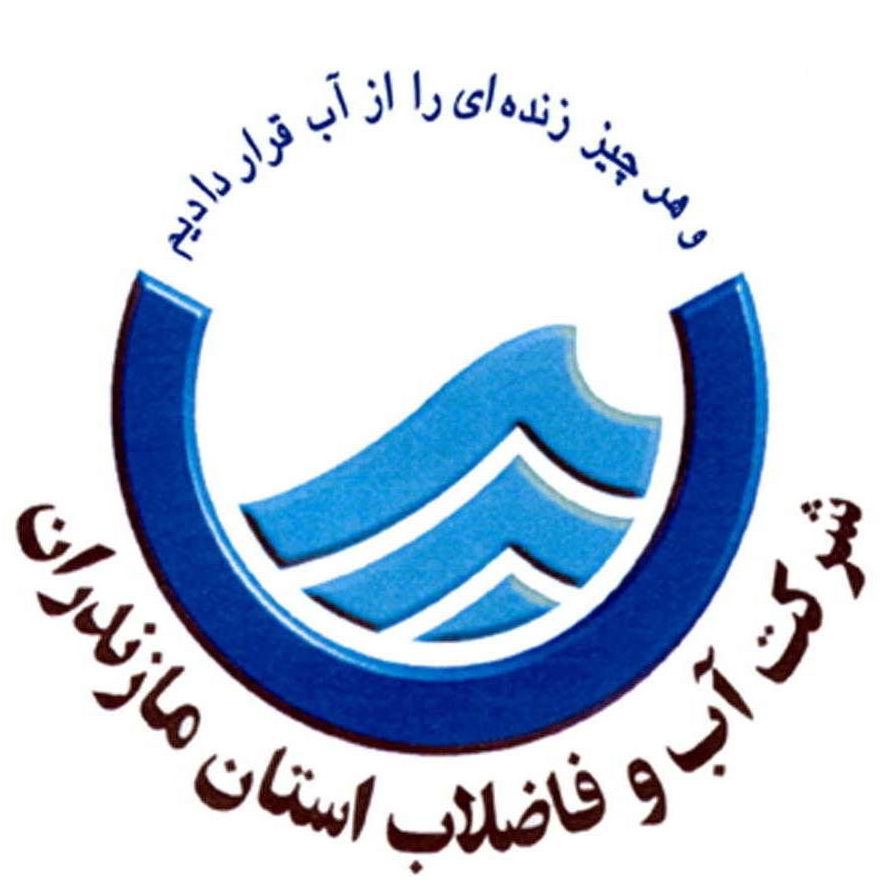 و هر چیز زنده ای را از آب قرار دادیم
شرکت آب و فاضلاب استان مازندران